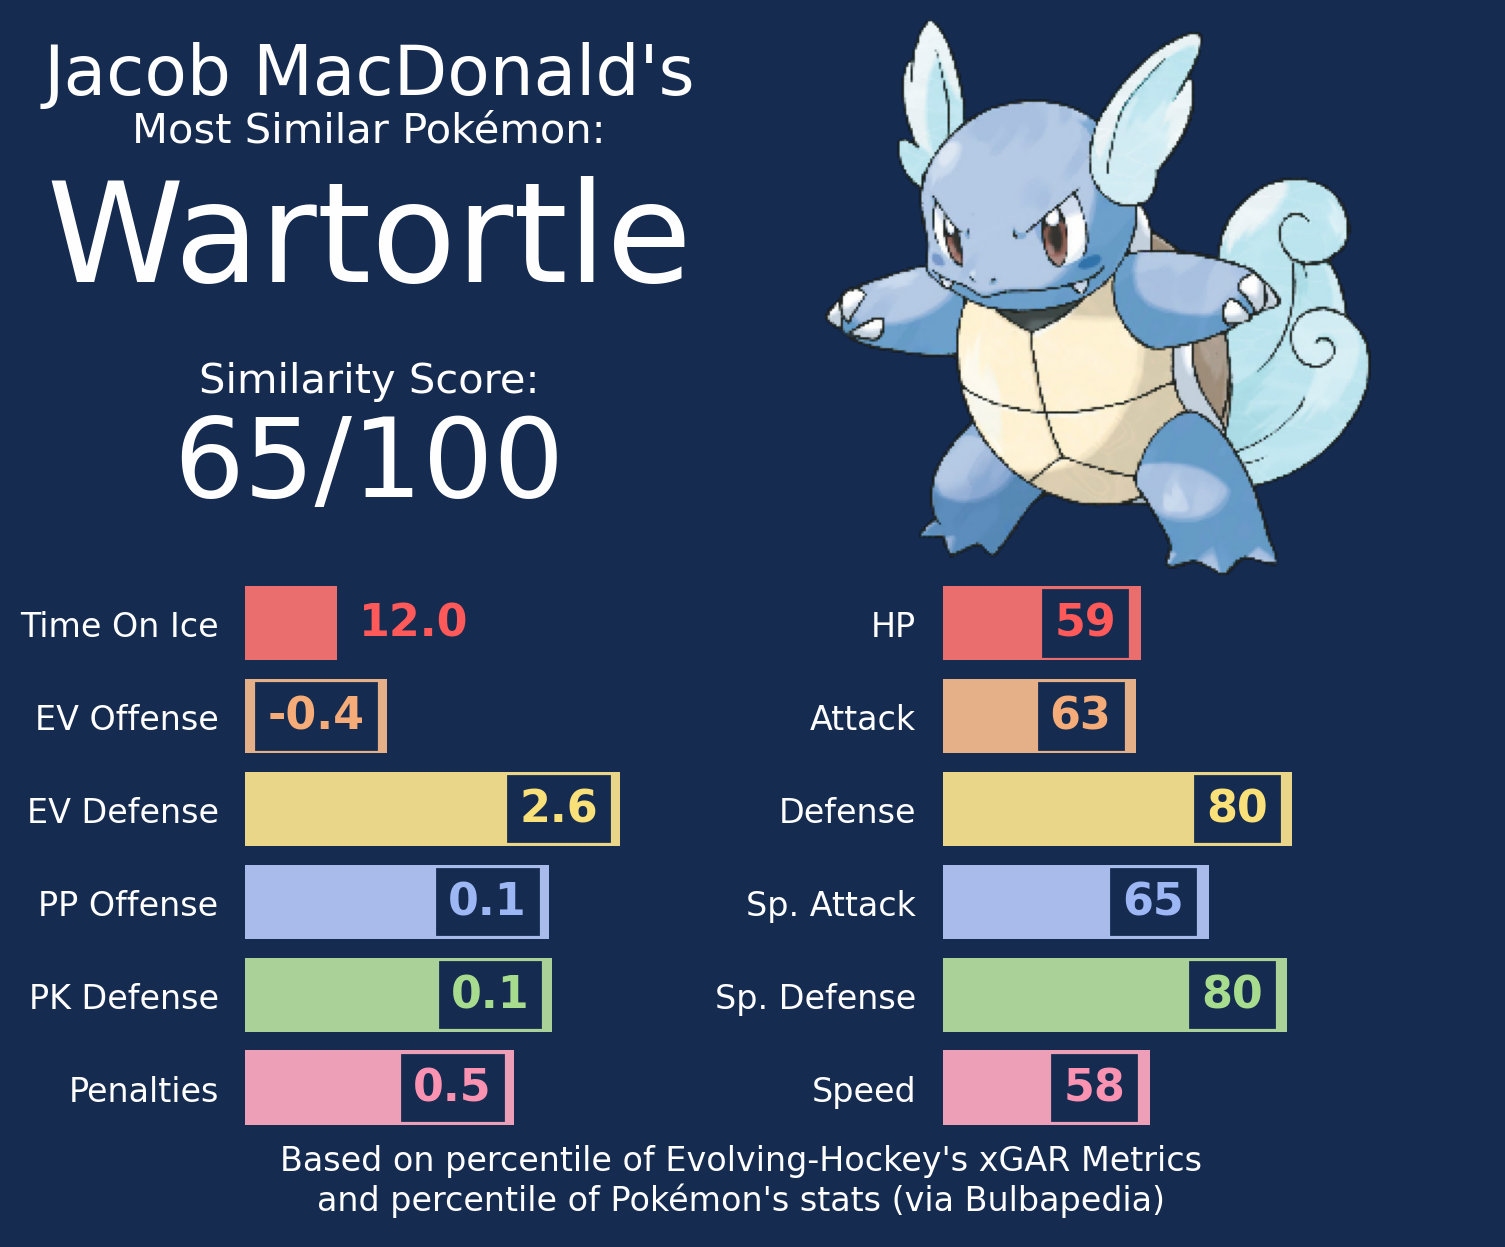 Jacob MacDonald's
Most Similar Pokémon:
Wartortle
Similarity Score:
65/100
Time On Ice 12.0
EV Offense -0.4
EV Defense 2.6
PP Offense 0.1
PK Defense 0.1
Penalties 0.5
HP 59
Attack 63
Defense 80
Sp. Attack 65
Sp. Defense 80
Speed 58
Based on percentile of Evolving-Hockey's xGAR Metrics
and percentile of Pokémon's stats (via Bulbapedia)